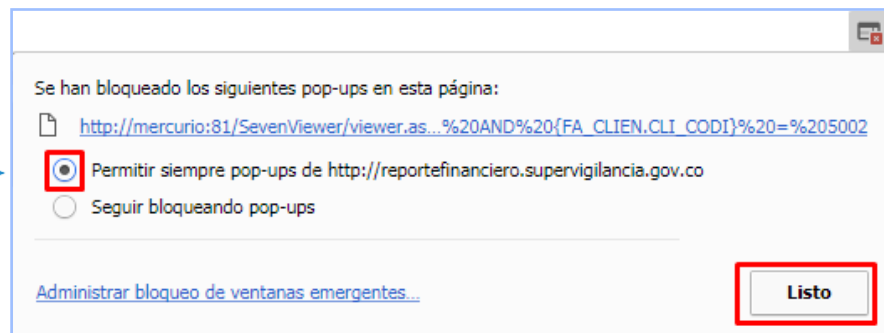 Se han bloqueado los siguientes pop-ups en esta página:
http://mercurio:81/SevenViewer/viewer.as...%20AND%20{FA_CLIEN.CLI_CODI}%20=%205002
Permitir siempre pop-ups de http://reportefinanciero.supervigilancia.gov.co
Seguir bloqueando pop-ups
Administrar bloqueo de ventanas emergentes...
Listo